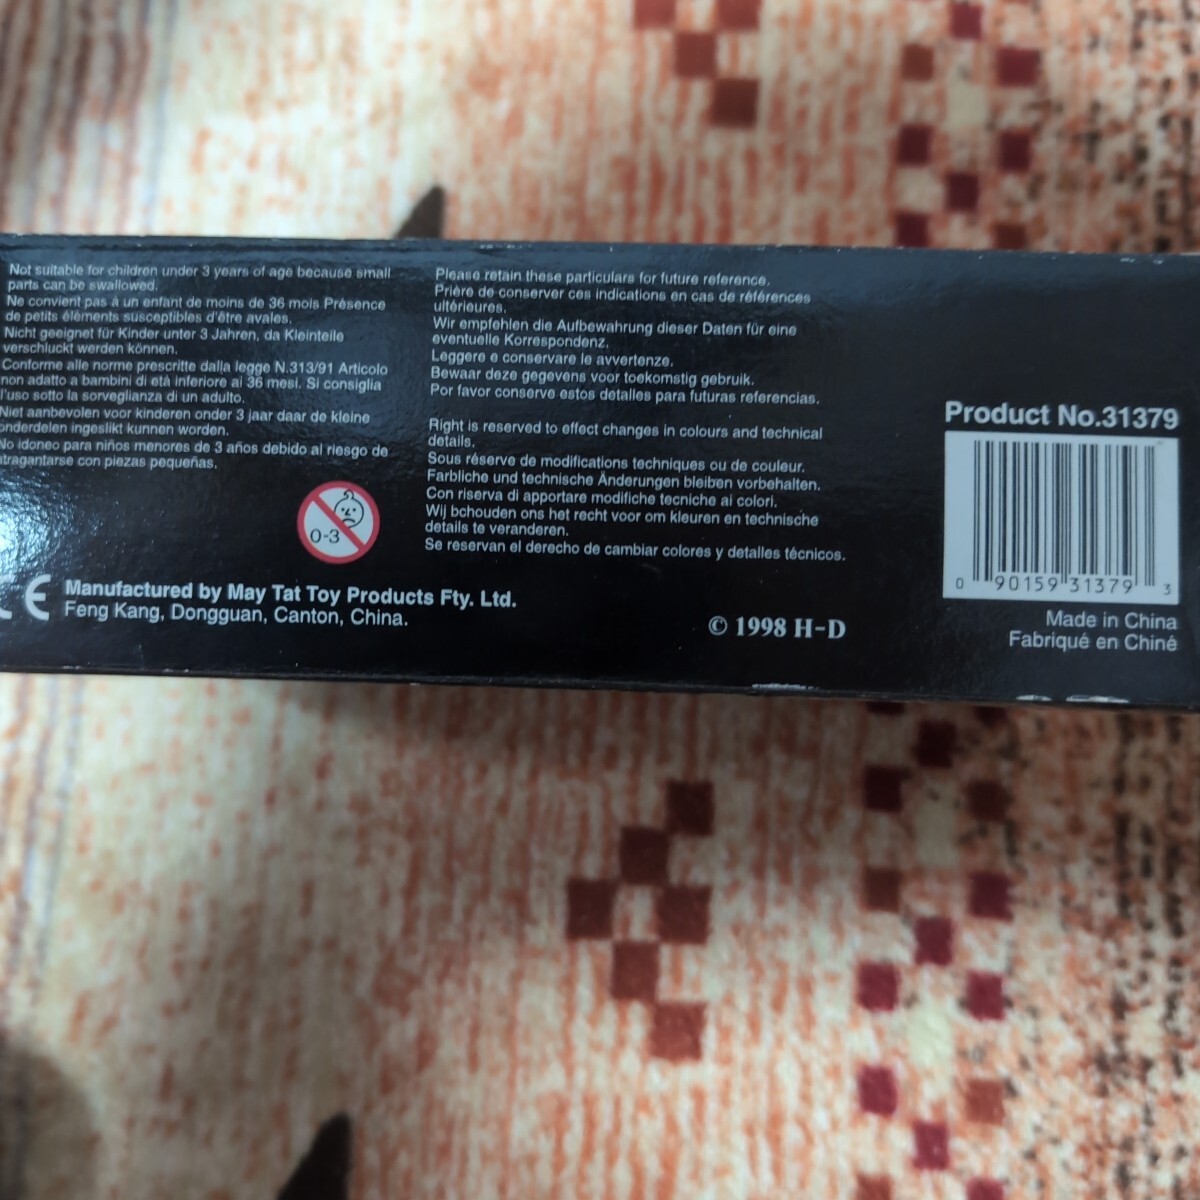 Not suitable for children under 3 years of age because small
parts can be swallowed.
Ne convient pas à un enfant de moins de 36 mois Présence
de petits éléments susceptibles d'être avales.
Nicht geeignet für Kinder unter 3 Jahren, da Kleinteile
verschluckt werden können.
Conforme alle norme prescritte dalla legge N.313/91 Articolo
non adatto a bambini di età inferiore ai 36 mesi. Si consiglia
l'uso sotto la sorveglianza di un adulto.
Niet aanbevolen voor kinderen onder 3 jaar daar de kleine
onderdelen ingeslikt kunnen worden.
No idoneo para niños menores de 3 años debido al riesgo de
atragantarse con piezas pequeñas.
0-3
CE
Manufactured by May Tat Toy Products Fty. Ltd.
Feng Kang, Dongguan, Canton, China.
Please retain these particulars for future reference.
Prière de conserver ces indications en cas de références
ultérieures.
Wir empfehlen die Aufbewahrung dieser Daten für eine
eventuelle Korrespondenz.
Leggere e conservare le avvertenze.
Bewaar deze gegevens voor toekomstig gebruik.
Por favor conserve estos detalles para futuras referencias.
Right is reserved to effect changes in colours and technical
details.
Sous réserve de modifications techniques ou de couleur.
Farbliche und technische Änderungen bleiben vorbehalten.
Con riserva di apportare modifiche tecniche ai colori.
Wij bchouden ons het recht voor om kleuren en technische
details te veranderen.
Se reservan el derecho de cambiar colores y detalles técnicos.
© 1998 H-D
Product No.31379
0 90159 31379 3
Made in China
Fabriqué en Chiné